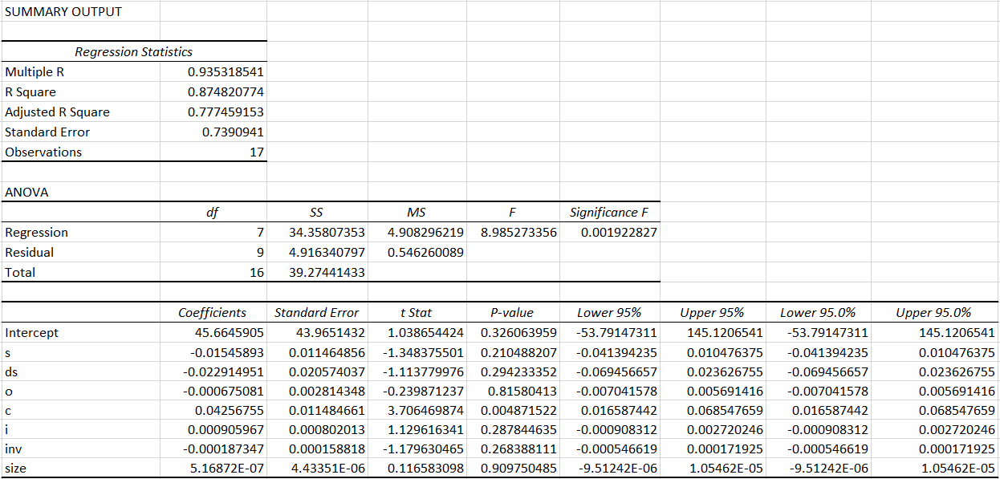 SUMMARY OUTPUT
Regression Statistics
Multiple R 0.935318541
R Square 0.874820774
Adjusted R Square 0.777459153
Standard Error 0.7390941
Observations 17
ANOVA
df SS MS F Significance F
Regression 7 34.35807353 4.908296219 8.985273356 0.001922827
Residual 9 4.916340797 0.546260089
Total 16 39.27441433
Coefficients Standard Error t Stat P-value Lower 95% Upper 95% Lower 95.0% Upper 95.0%
Intercept 45.6645905 43.9651432 1.038654424 0.326063959 -53.79147311 145.1206541 -53.79147311 145.1206541
s -0.01545893 0.011464856 -1.348375501 0.210488207 -0.041394235 0.010476375 -0.041394235 0.010476375
ds -0.022914951 0.020574037 -1.113779976 0.294233352 -0.069456657 0.023626755 -0.069456657 0.023626755
o -0.000675081 0.002814348 -0.239871237 0.81580413 -0.007041578 0.005691416 -0.007041578 0.005691416
c 0.04256755 0.011484661 3.706469874 0.004871522 0.016587442 0.068547659 0.016587442 0.068547659
i 0.000905967 0.000802013 1.129616341 0.287844635 -0.000908312 0.002720246 -0.000908312 0.002720246
inv -0.000187347 0.000158818 -1.179630465 0.268388111 -0.000546619 0.000171925 -0.000546619 0.000171925
size 5.16872E-07 4.43351E-06 0.116583098 0.909750485 -9.51242E-06 1.05462E-05 -9.51242E-06 1.05462E-05